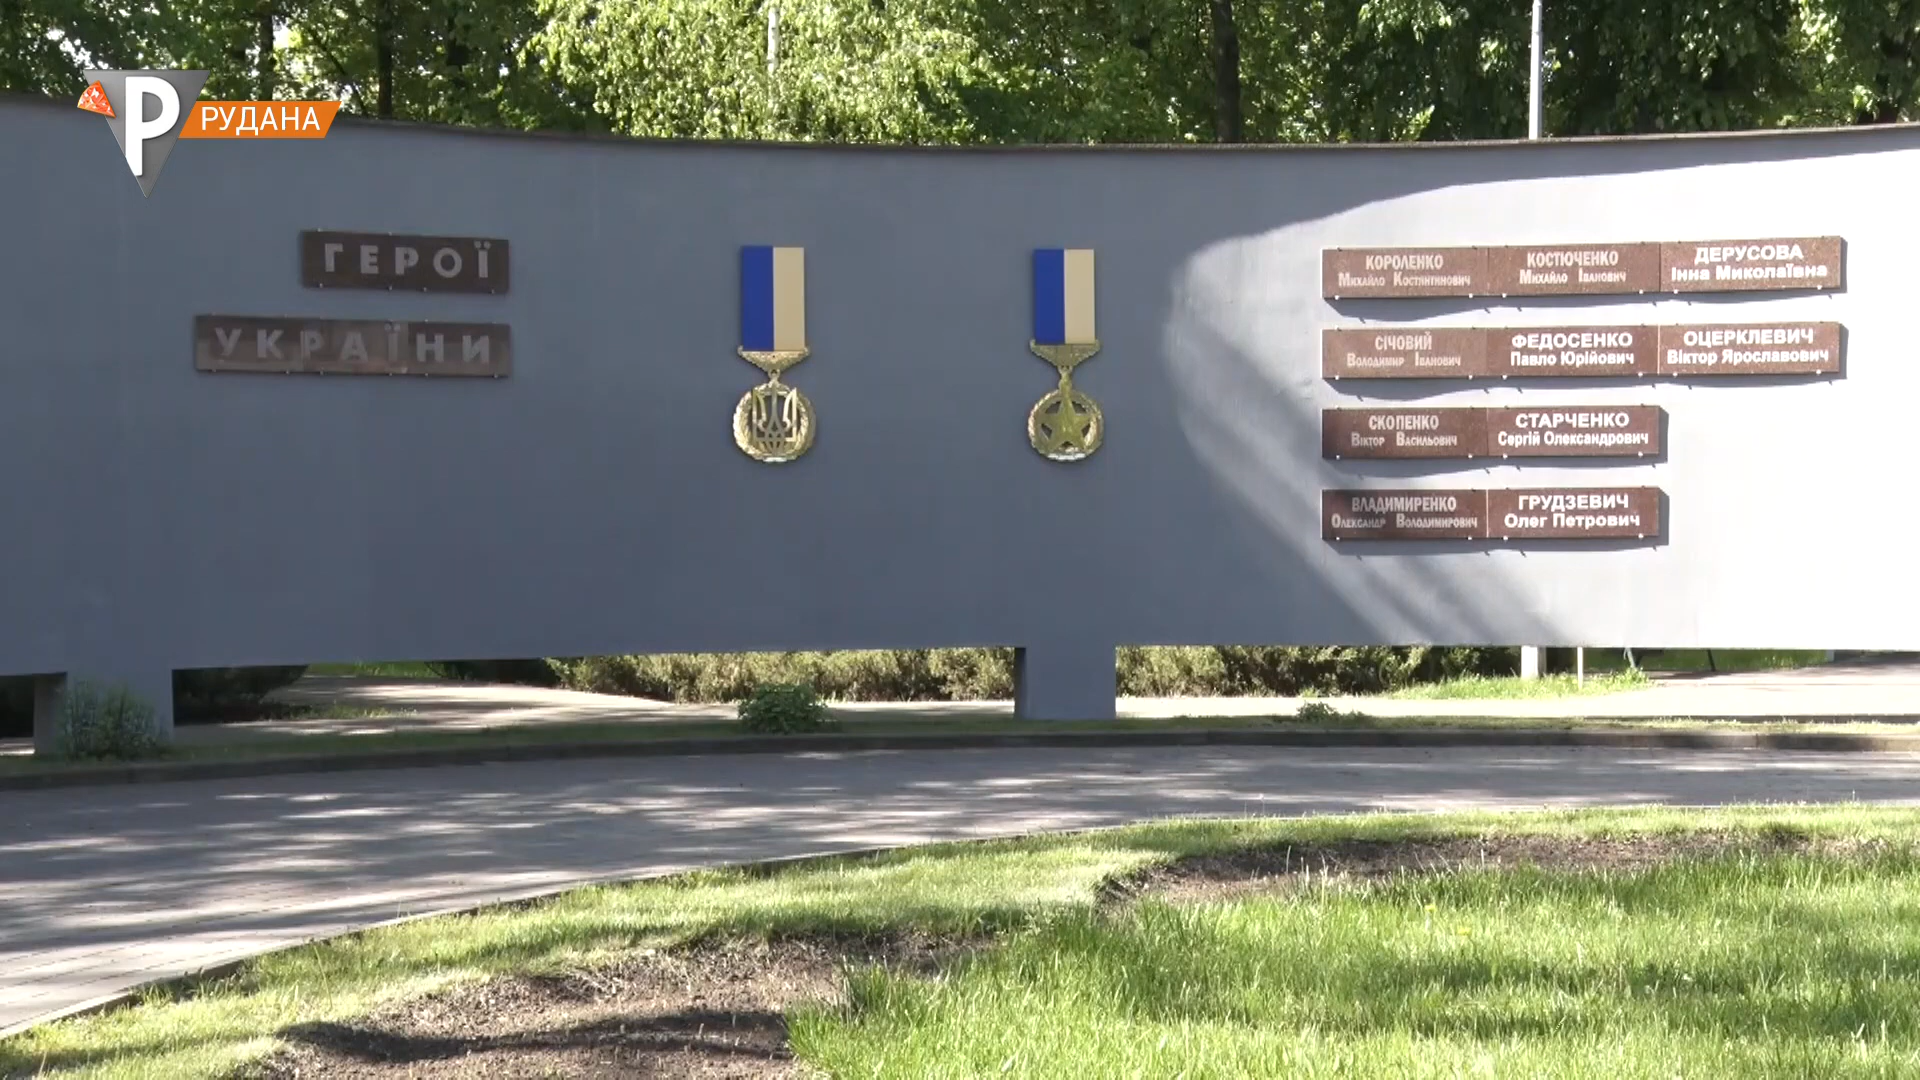 Р РУДАНА
ГЕРОЇ
УКРАЇНИ
КОРОЛЕНКО
Михайло Костянтинович
КОСТЮЧЕНКО
Михайло Іванович
ДЕРУСОВА
Інна Миколаївна
СІЧОВИЙ
Володимир Іванович
ФЕДОСЕНКО
Павло Юрійович
ОЦЕРКЛЕВИЧ
Віктор Ярославович
СКОПЕНКО
Віктор Васильович
СТАРЧЕНКО
Сергій Олександрович
ВЛАДИМИРЕНКО
Олександр Володимирович
ГРУДЗЕВИЧ
Олег Петрович